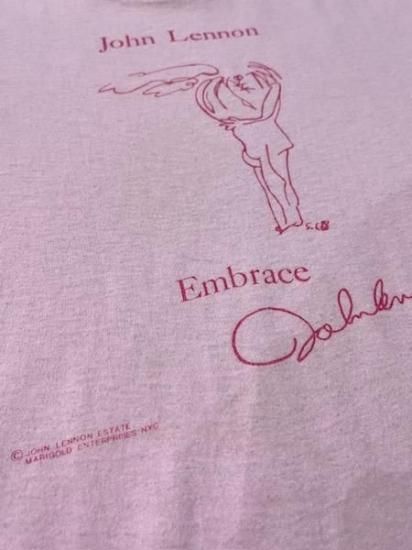 John Lennon
Embrace
© JOHN LENNON ESTATE
MARIGOLD ENTERPRISES-NYC